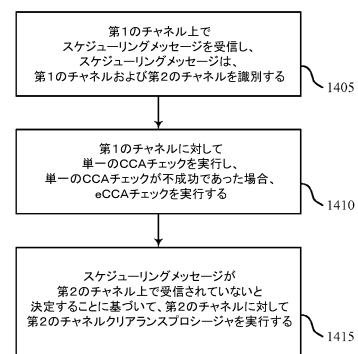 第1のチャネル上で
スケジューリングメッセージを受信し、
スケジューリングメッセージは、
第1のチャネルおよび第2のチャネルを識別する
1405
第1のチャネルに対して
単一のCCAチェックを実行し、
単一のCCAチェックが不成功であった場合、
eCCAチェックを実行する
1410
スケジューリングメッセージが
第2のチャネル上で受信されていないと
決定することに基づいて、第2のチャネルに対して
第2のチャネルクリアランスプロシージャを実行する
1415